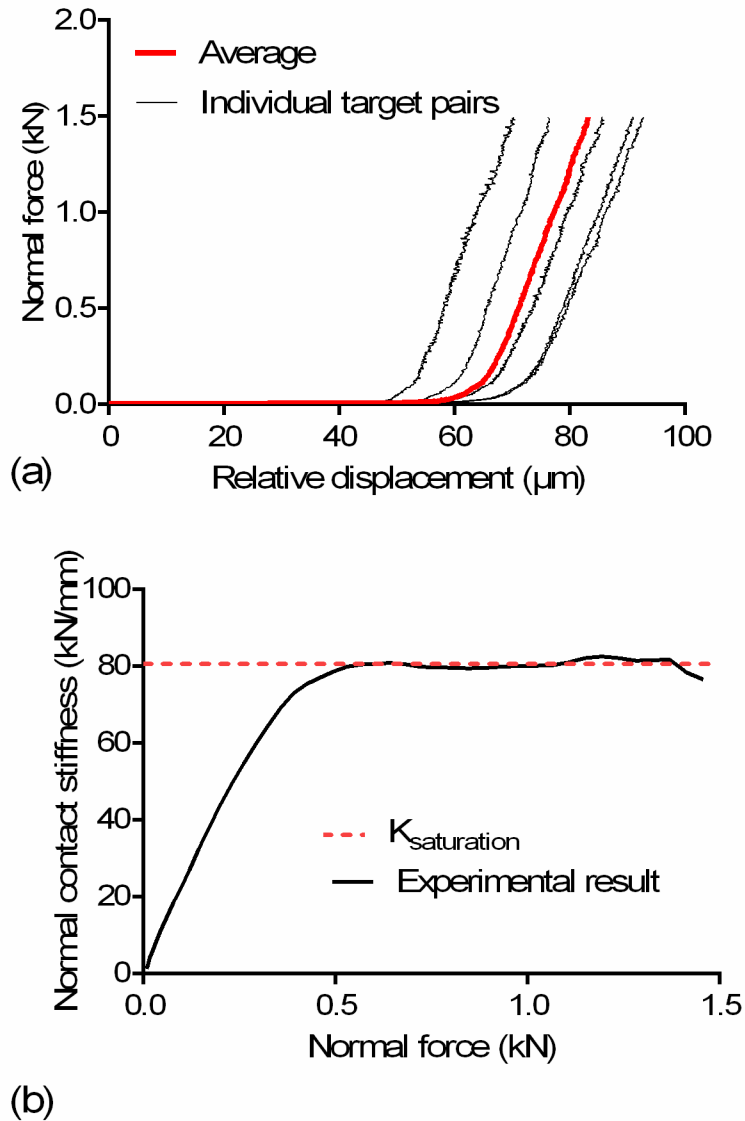 2.0
Average
Individual target pairs
1.5
1.0
0.5
0.0
Normal force (kN)
0 20 40 60 80 100
Relative displacement (µm)
(a)
100
80
60
40
20
0
Normal contact stiffness (kN/mm)
Ksaturation
Experimental result
0.0 0.5 1.0 1.5
Normal force (kN)
(b)